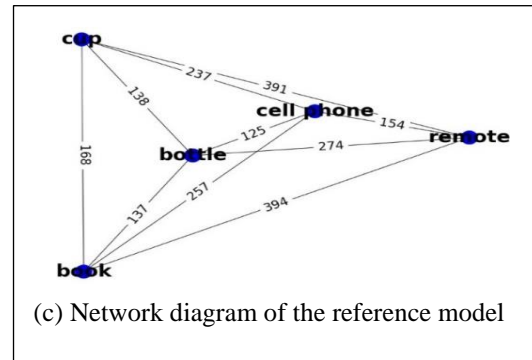 cup
237
391
138
cell phone
125
154
remote
bottle
274
168
137
257
394
book
(c) Network diagram of the reference model